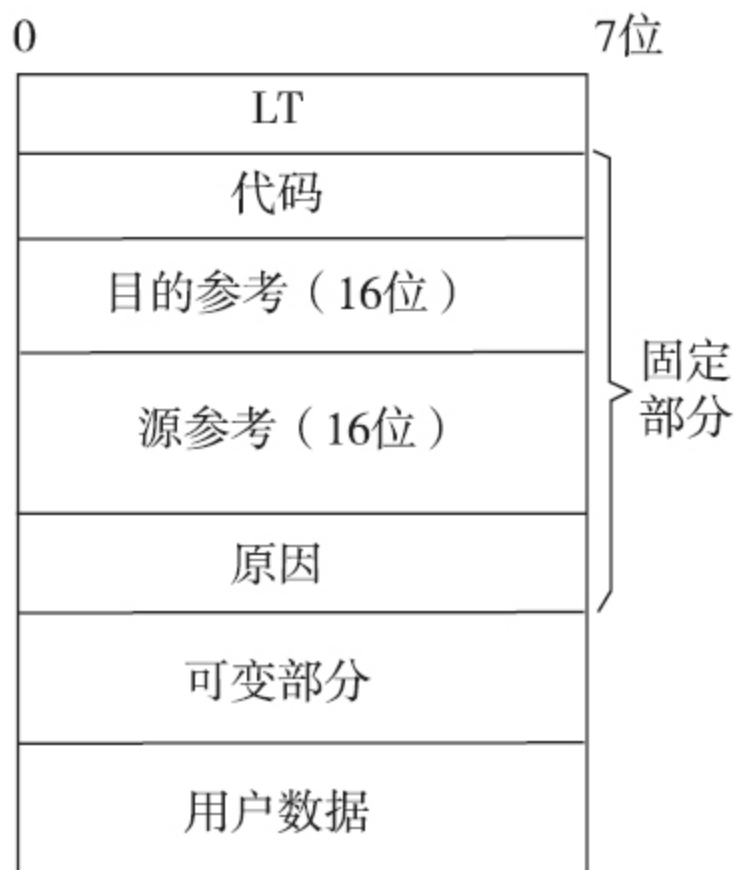 0 7位
LT
代码
目的参考（16位）
源参考（16位）
固定
部分
原因
可变部分
用户数据